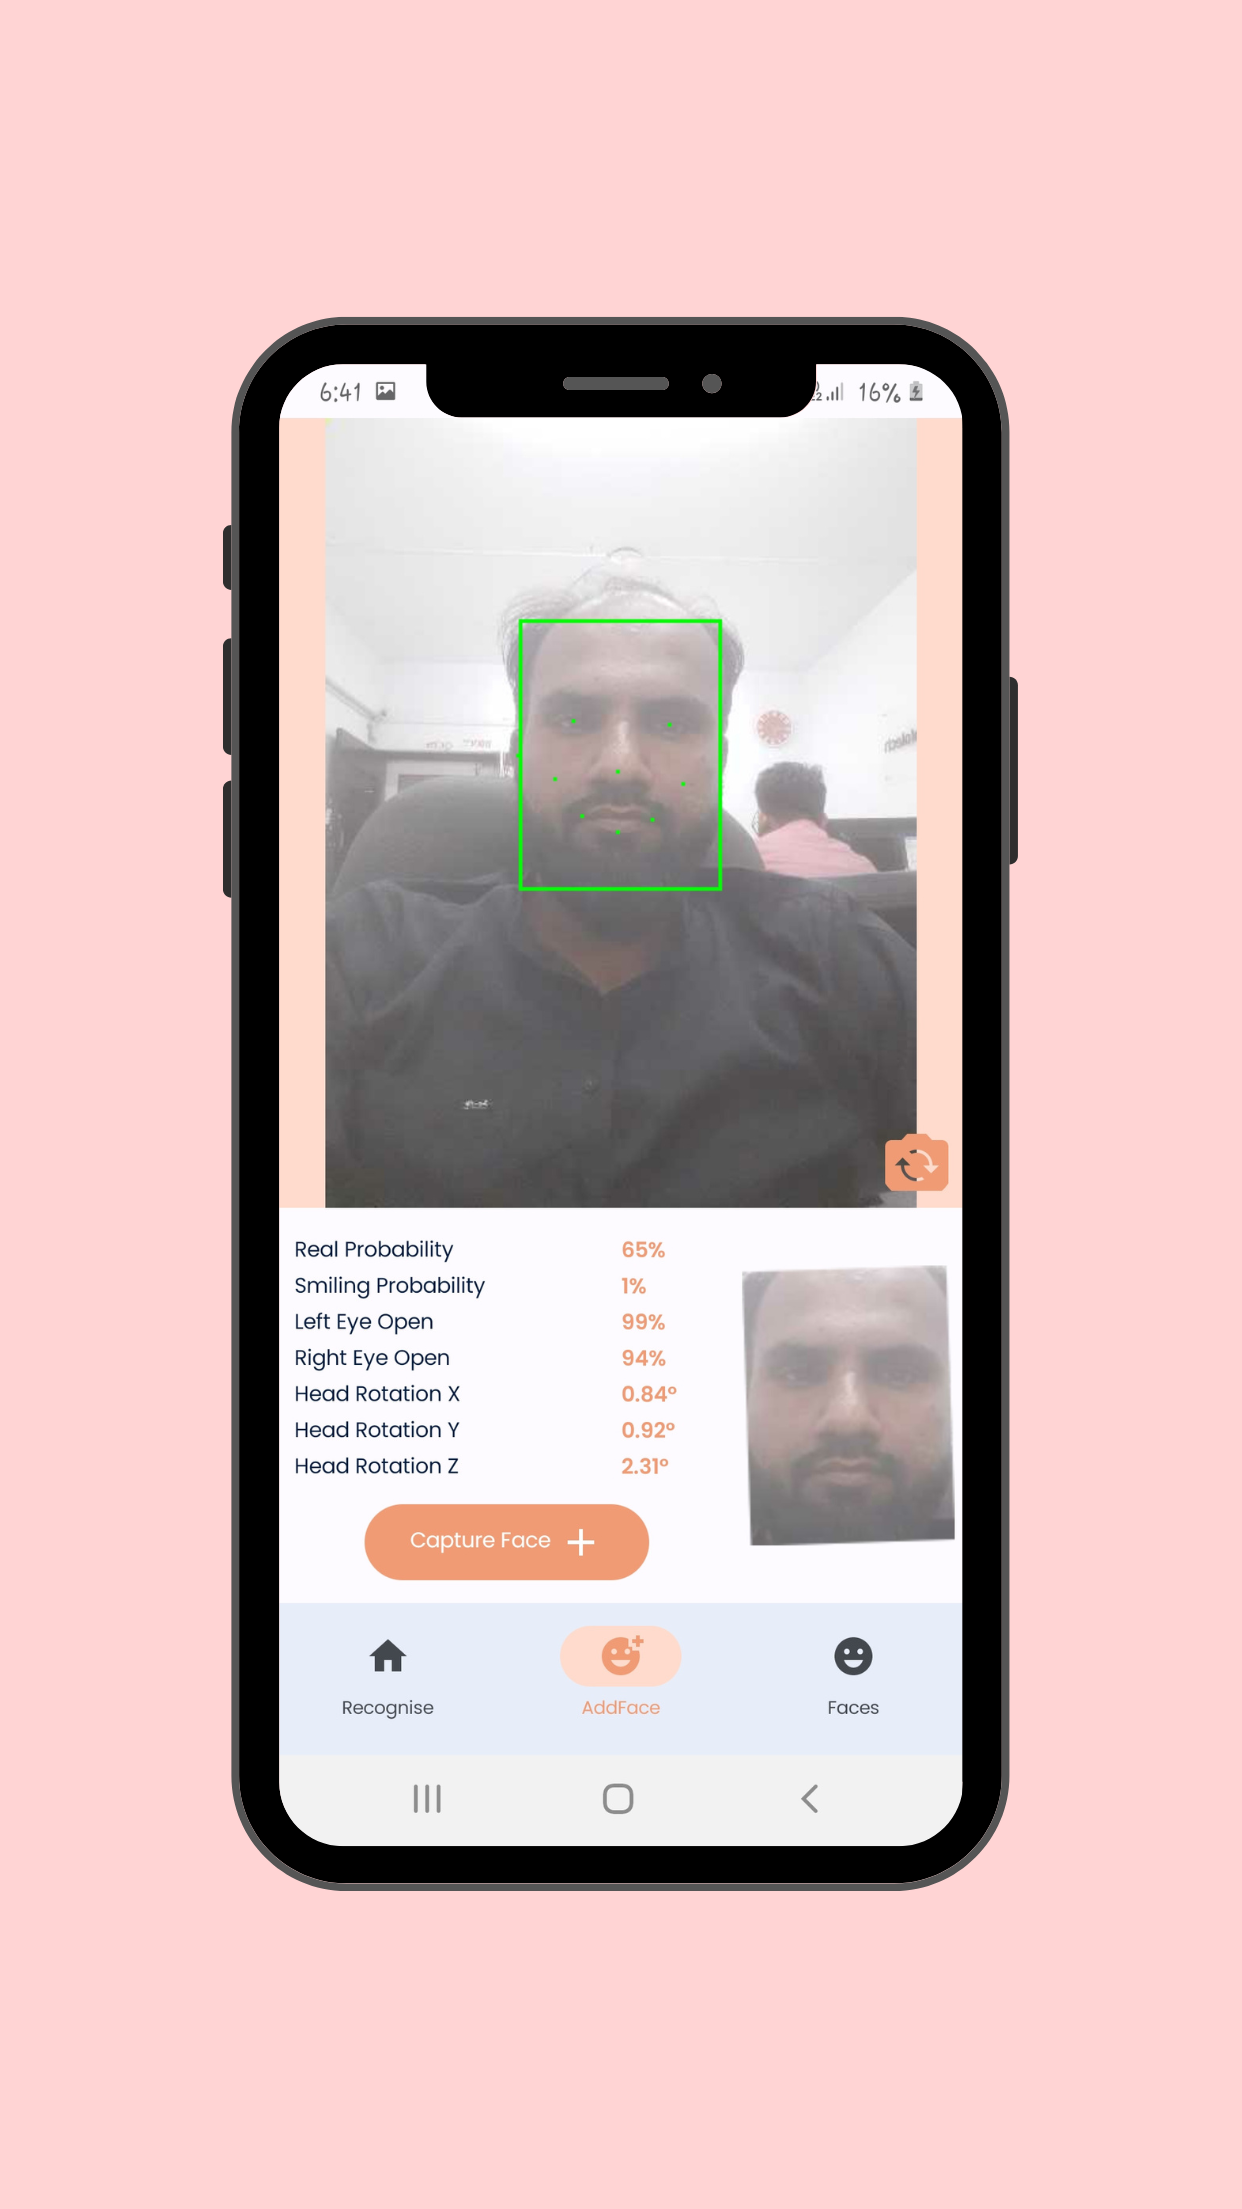 6:41 16%
Real Probability 65%
Smiling Probability 1%
Left Eye Open 99%
Right Eye Open 94%
Head Rotation X 0.84°
Head Rotation Y 0.92°
Head Rotation Z 2.31°
Capture Face +
Recognise AddFace Faces